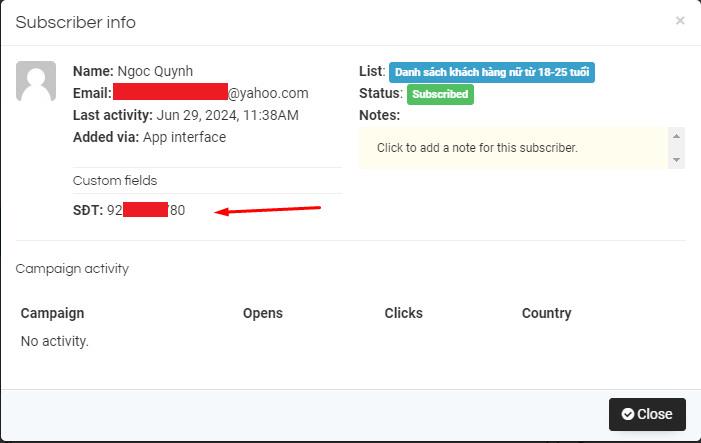 Subscriber info
×
Name: Ngoc Quynh
Email: @yahoo.com
Last activity: Jun 29, 2024, 11:38AM
Added via: App interface
List: Danh sách khách hàng nữ từ 18-25 tuổi
Status: Subscribed
Notes:
Click to add a note for this subscriber.
Custom fields
SĐT: 92 80
Campaign activity
Campaign Opens Clicks Country
No activity.
Close